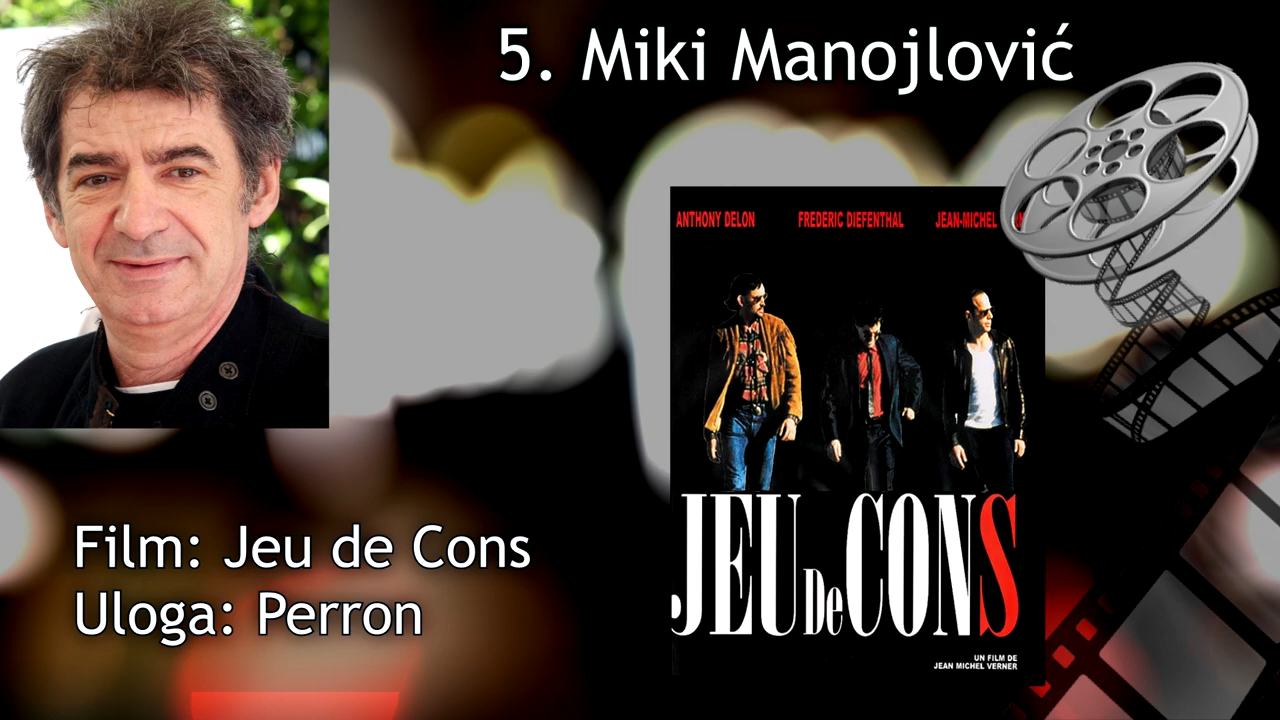 5. Miki Manojlović
ANTHONY DELON FREDERIC DIEFENTHAL JEAN-MICHEL
JEU De CONS
UN FILM DE
JEAN MICHEL VERNER
Film: Jeu de Cons
Uloga: Perron